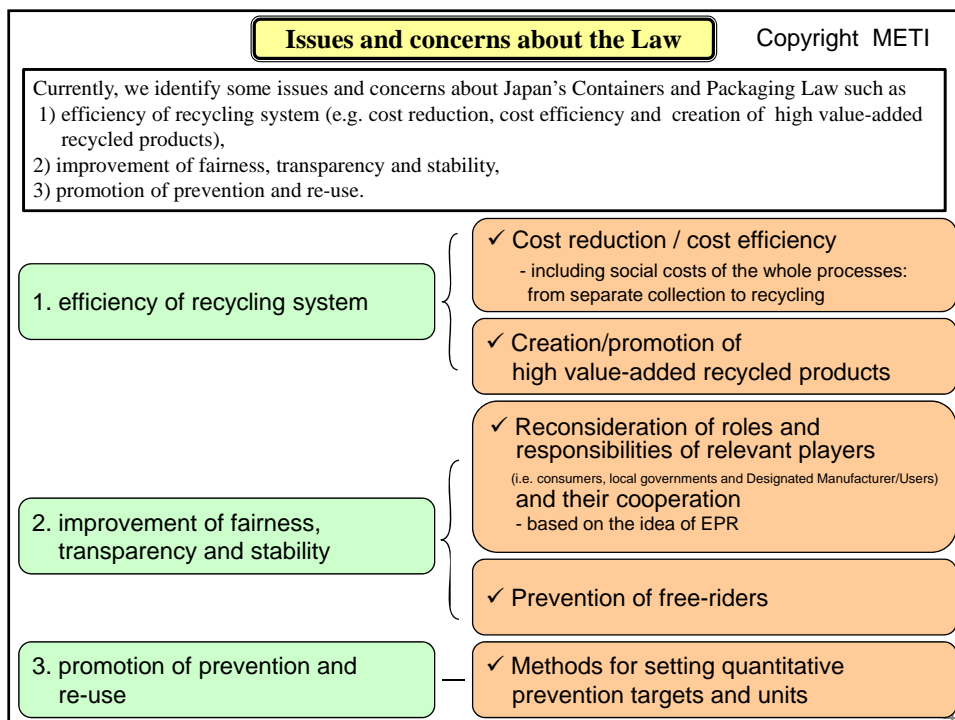 Issues and concerns about the Law
Copyright METI
Currently, we identify some issues and concerns about Japan's Containers and Packaging Law such as
1) efficiency of recycling system (e.g. cost reduction, cost efficiency and creation of high value-added
recycled products),
2) improvement of fairness, transparency and stability,
3) promotion of prevention and re-use.
1. efficiency of recycling system
✓ Cost reduction / cost efficiency
- including social costs of the whole processes:
from separate collection to recycling
✓ Creation/promotion of
high value-added recycled products
2. improvement of fairness,
transparency and stability
✓ Reconsideration of roles and
responsibilities of relevant players
(i.e. consumers, local governments and Designated Manufacturer/Users)
and their cooperation
- based on the idea of EPR
✓ Prevention of free-riders
3. promotion of prevention and
re-use
✓ Methods for setting quantitative
prevention targets and units